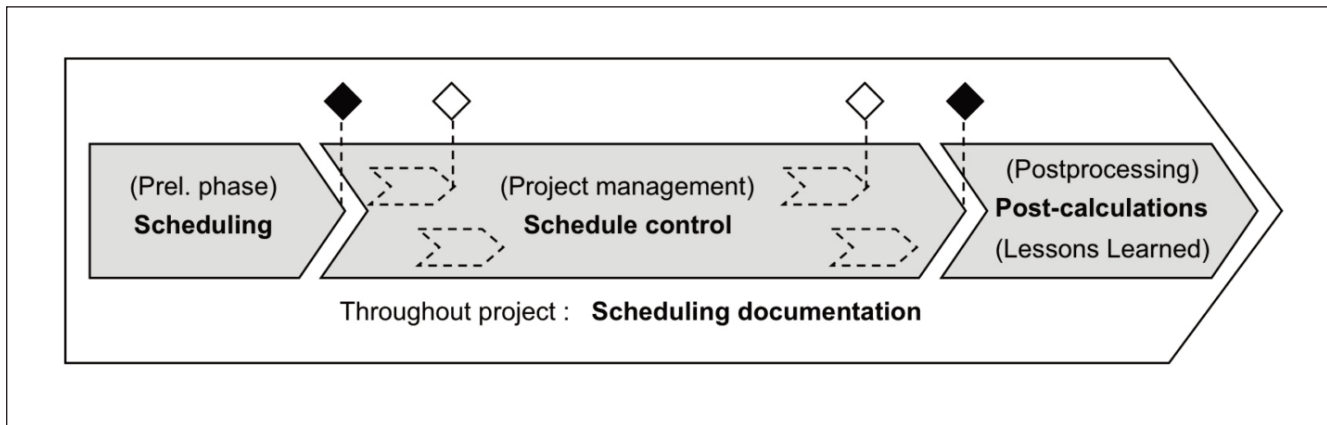 (Prel. phase)
Scheduling
(Project management)
Schedule control
(Postprocessing)
Post-calculations
(Lessons Learned)
Throughout project : Scheduling documentation